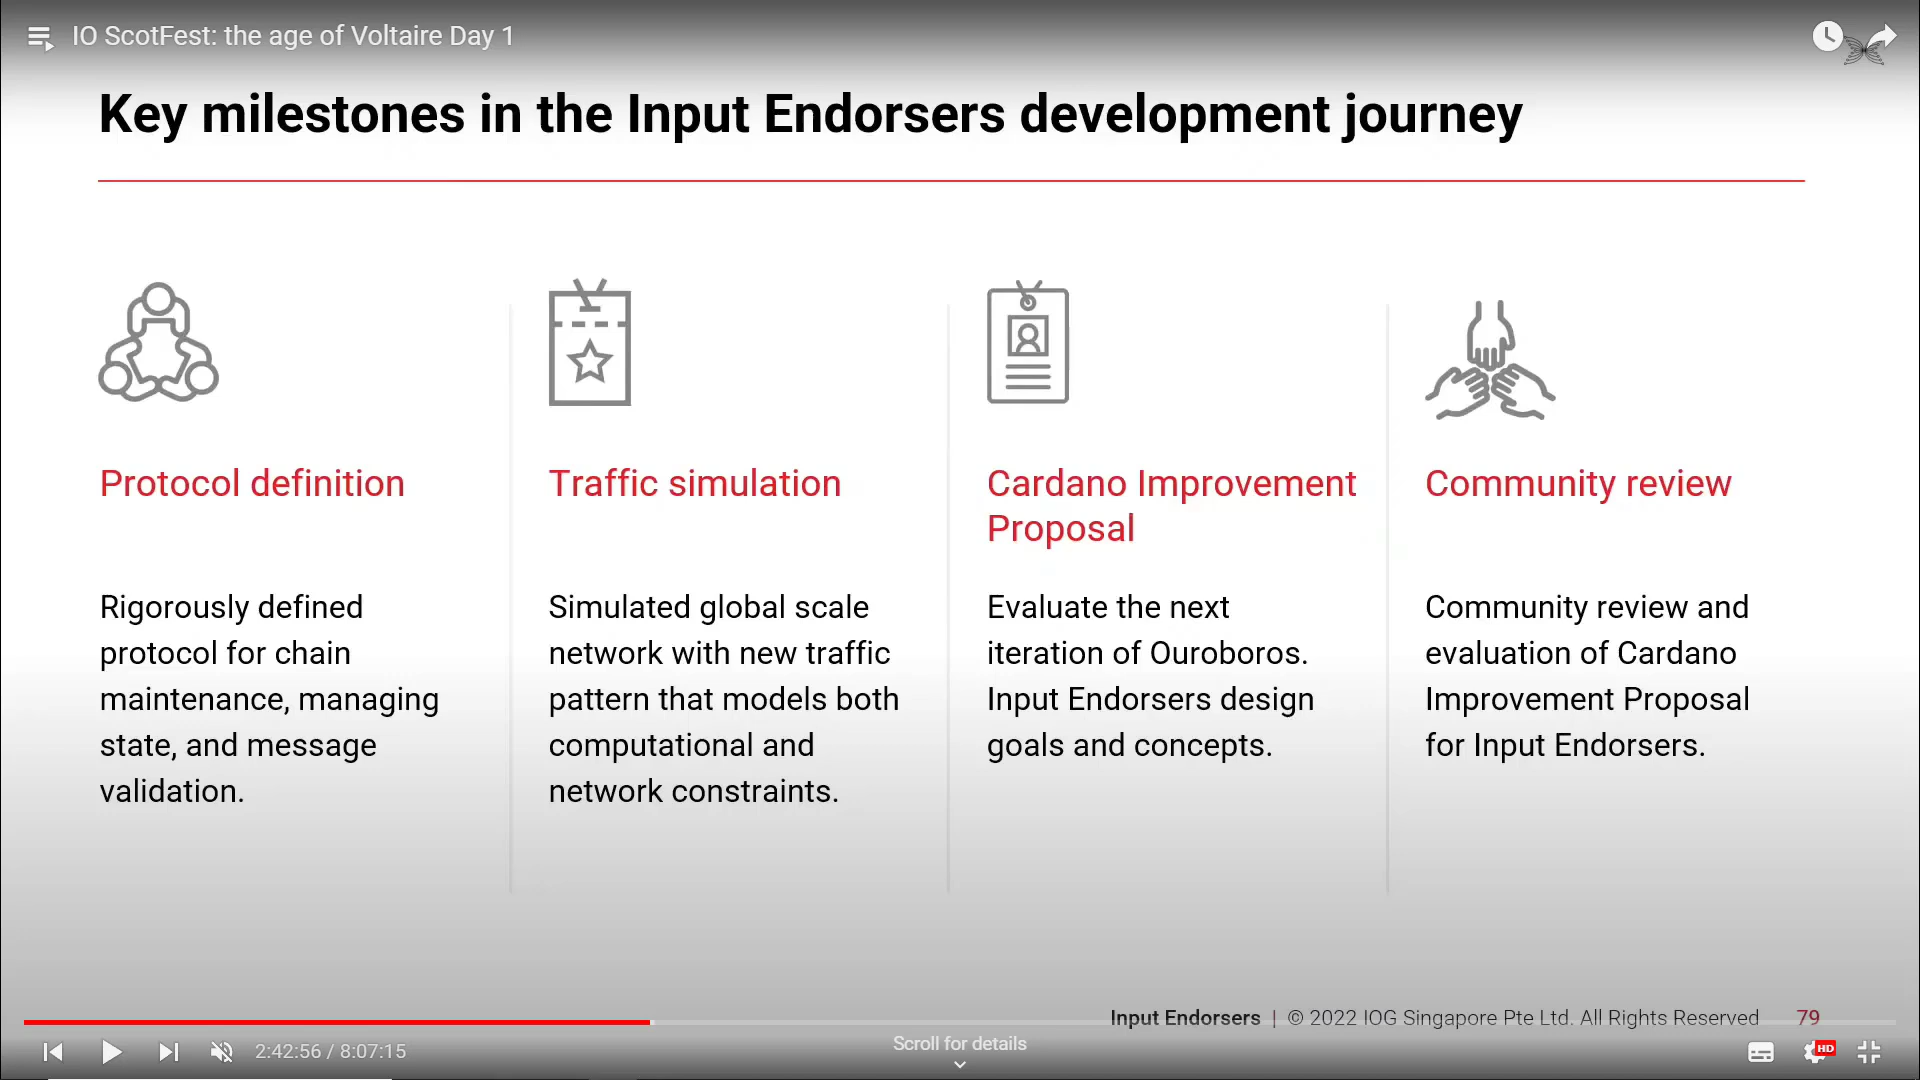 IO ScotFest: the age of Voltaire Day 1
Key milestones in the Input Endorsers development journey
Protocol definition
Rigorously defined
protocol for chain
maintenance, managing
state, and message
validation.
Traffic simulation
Simulated global scale
network with new traffic
pattern that models both
computational and
network constraints.
Cardano Improvement
Proposal
Evaluate the next
iteration of Ouroboros.
Input Endorsers design
goals and concepts.
Community review
Community review and
evaluation of Cardano
Improvement Proposal
for Input Endorsers.
Input Endorsers | © 2022 IOG Singapore Pte Ltd. All Rights Reserved 79
2:42:56 / 8:07:15
Scroll for details
HD